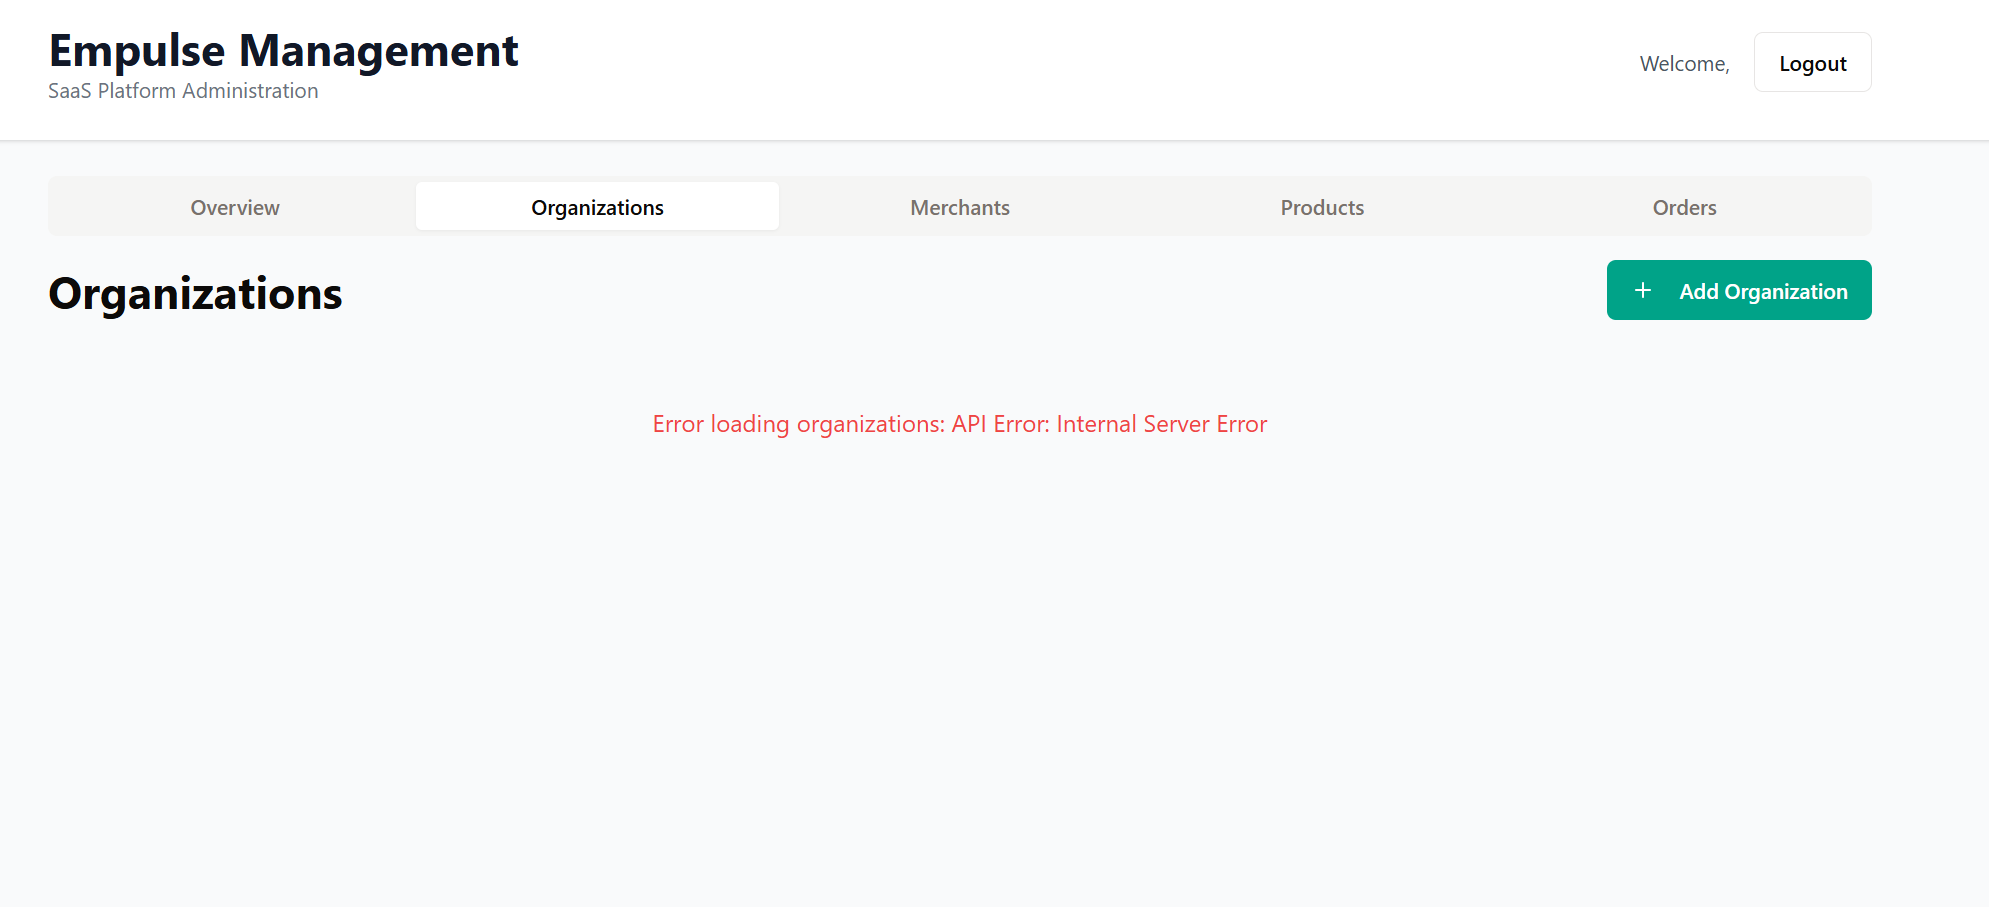 Empulse Management
SaaS Platform Administration
Welcome,
Logout
Overview
Organizations
Merchants
Products
Orders
Organizations
+ Add Organization
Error loading organizations: API Error: Internal Server Error